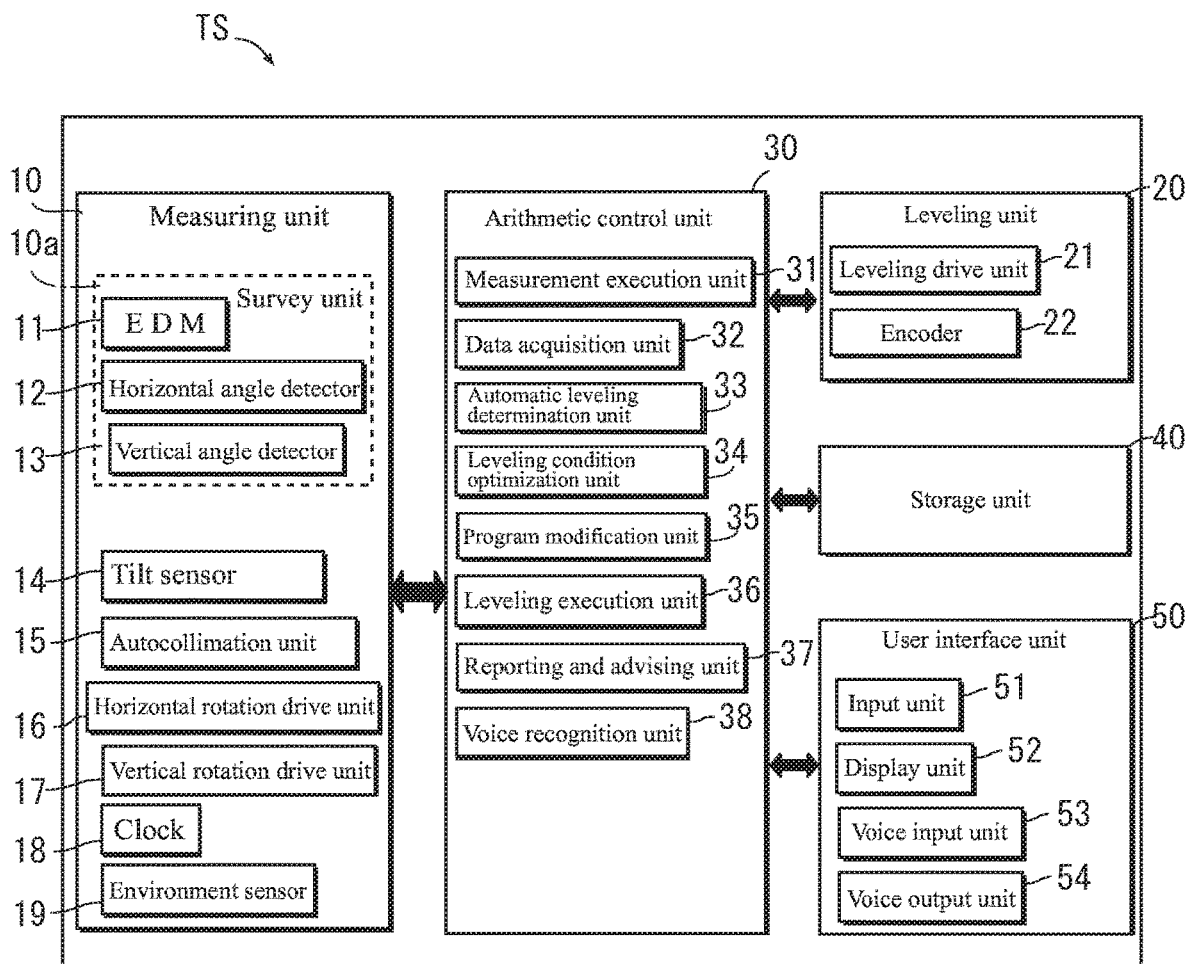 TS
10
Measuring unit
10a
Survey unit
11
E D M
12
Horizontal angle detector
13
Vertical angle detector
14
Tilt sensor
15
Autocollimation unit
16
Horizontal rotation drive unit
17
Vertical rotation drive unit
18
Clock
19
Environment sensor
30
Arithmetic control unit
Measurement execution unit
31
Data acquisition unit
32
Automatic leveling
determination unit
33
Leveling condition
optimization unit
34
Program modification unit
35
Leveling execution unit
36
Reporting and advising unit
37
Voice recognition unit
38
20
Leveling unit
Leveling drive unit
21
Encoder
22
40
Storage unit
50
User interface unit
Input unit
51
Display unit
52
Voice input unit
53
Voice output unit
54